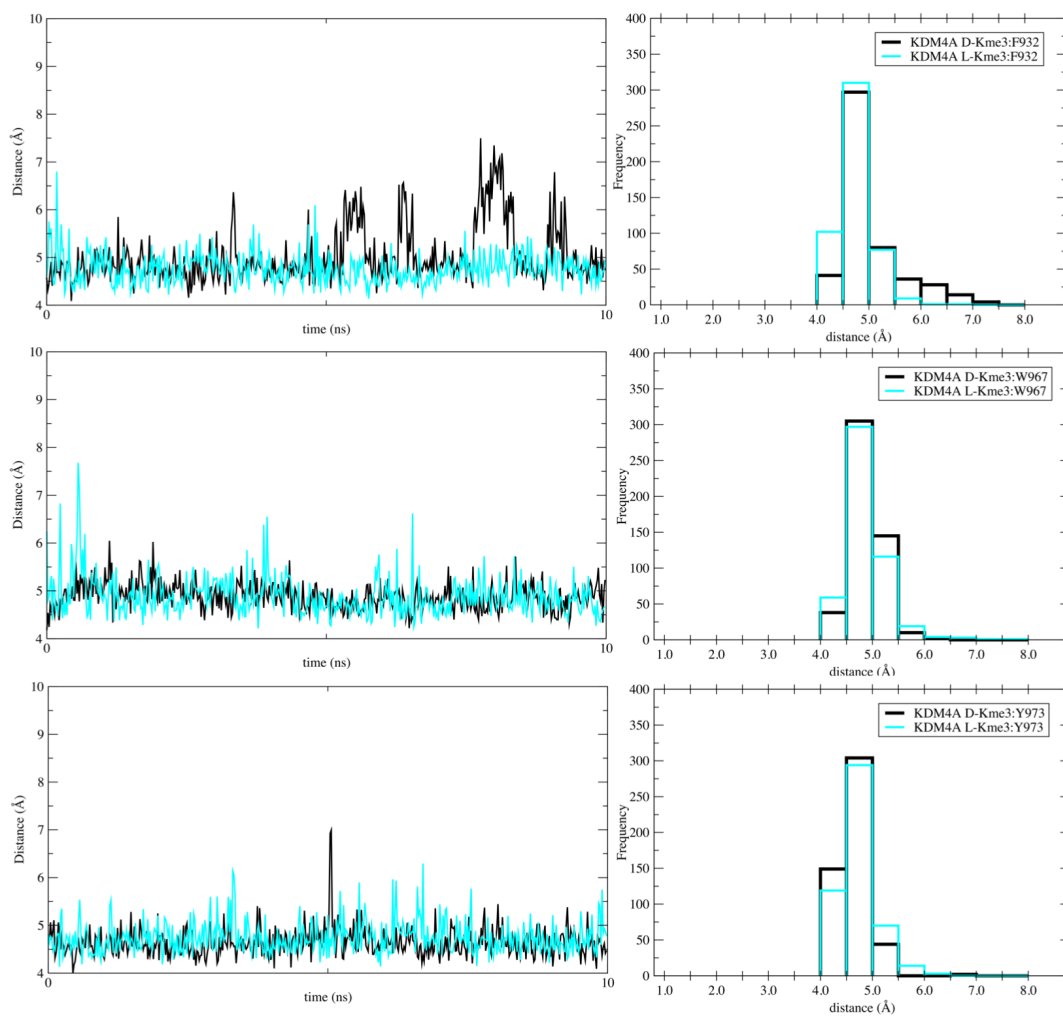 10
9
8
7
6
5
4
Distance (Å)
0
10
time (ns)
400
300
200
150
100
50
0
Frequency
KDM4A D-Kme3:F932
KDM4A L-Kme3:F932
1.0 2.0 3.0 4.0 5.0 6.0 7.0 8.0
distance (Å)
10
9
8
7
6
5
4
Distance (Å)
0
10
time (ns)
400
350
300
250
200
150
100
50
0
Frequency
KDM4A D-Kme3:W967
KDM4A L-Kme3:W967
1.0 2.0 3.0 4.0 5.0 6.0 7.0 8.0
distance (Å)
10
9
8
7
6
5
4
Distance (Å)
0
10
time (ns)
400
350
300
250
200
150
100
50
0
Frequency
KDM4A D-Kme3:Y973
KDM4A L-Kme3:Y973
1.0 2.0 3.0 4.0 5.0 6.0 7.0 8.0
distance (Å)